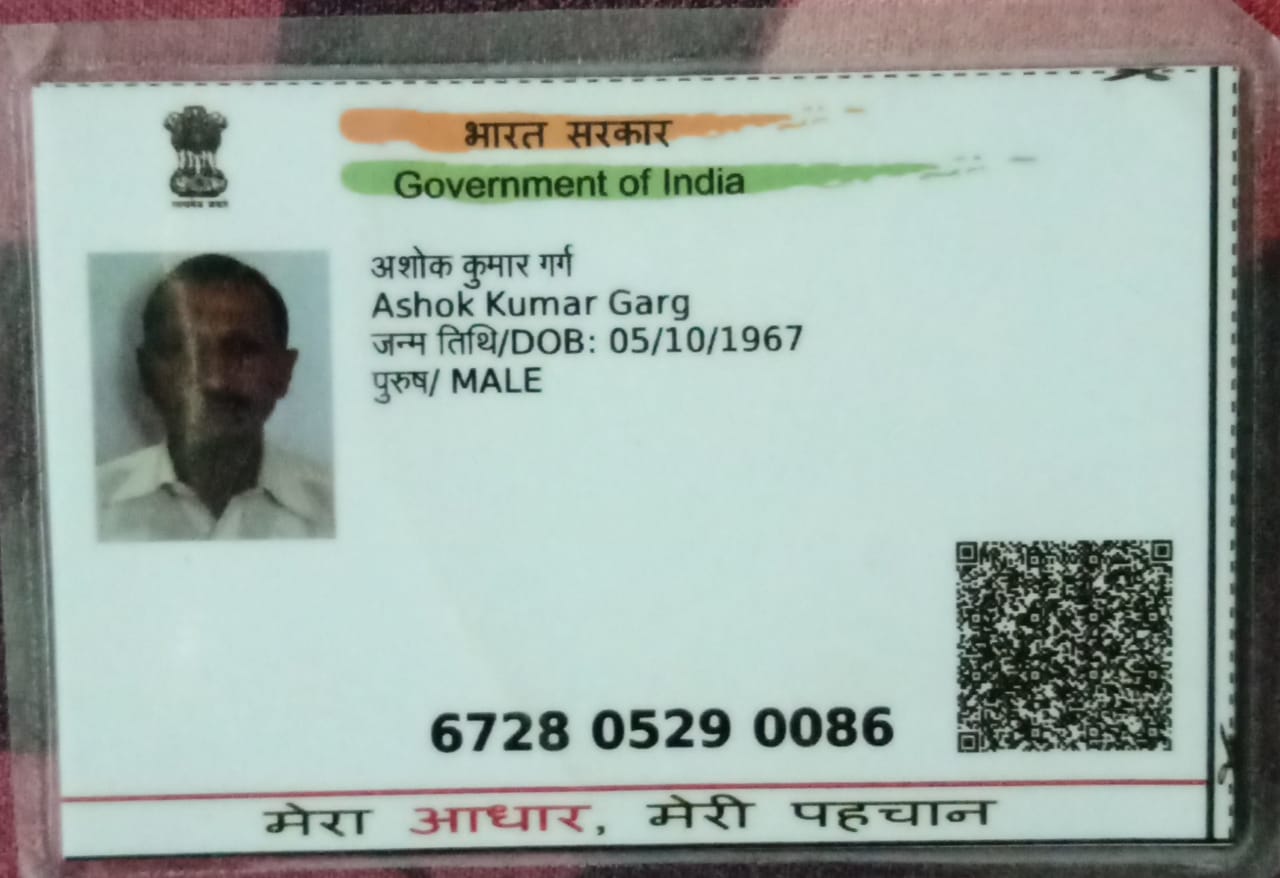 भारत सरकार
Government of India
अशोक कुमार गर्ग
Ashok Kumar Garg
जन्म तिथि/DOB: 05/10/1967
पुरुष/ MALE
6728 0529 0086
मेरा आधार, मेरी पहचान